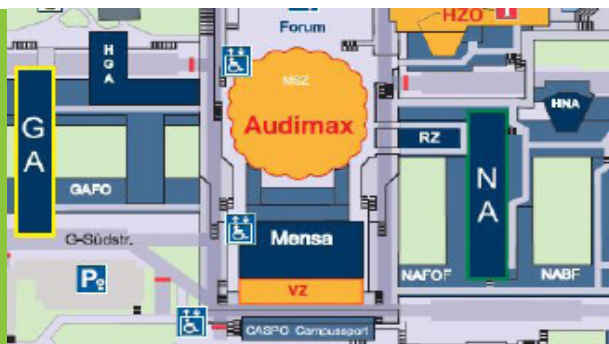 HZO
i
Forum
HGA
MSZ
Audimax
HNA
GA
RZ
NA
GAFO
G-Südstr.
Mensa
NAFOF
NABF
P
VZ
CASPO Campussport